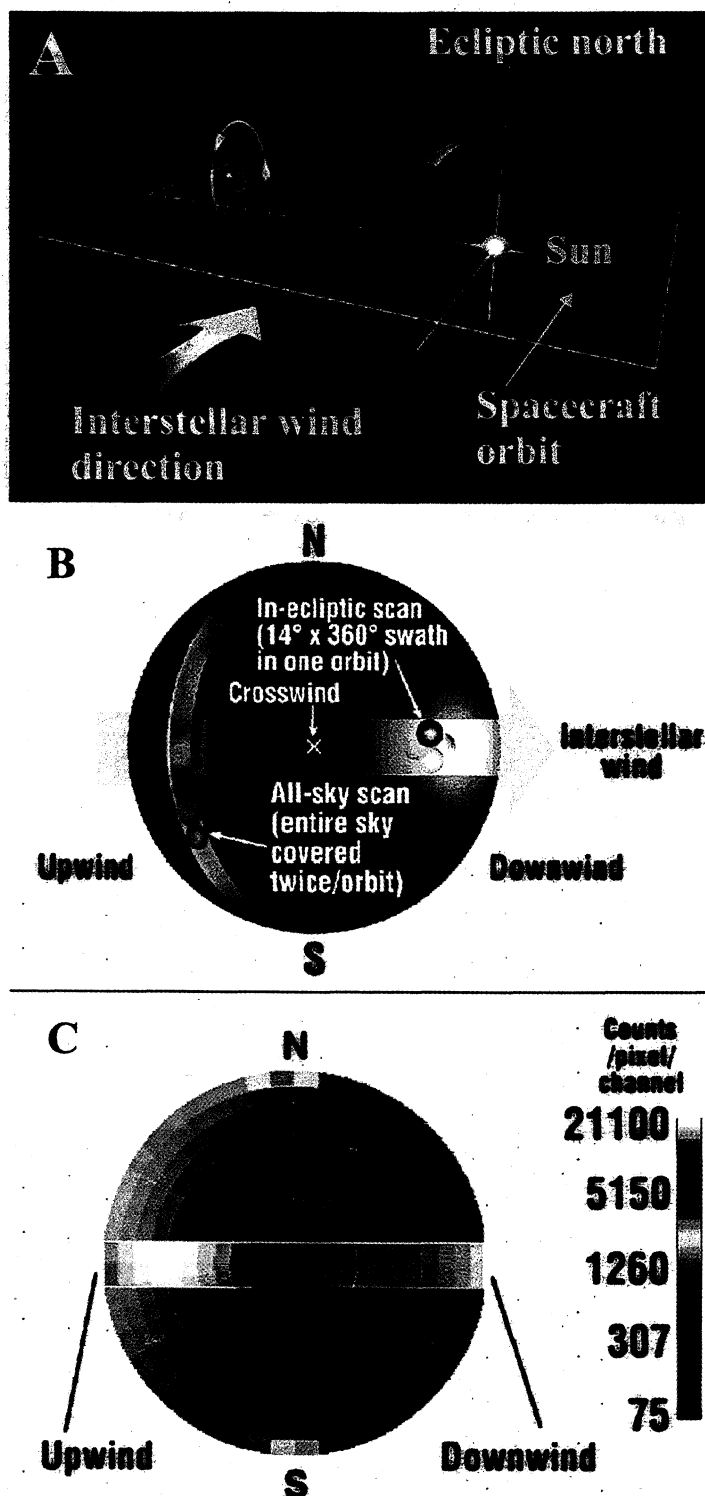 A
Ecliptic north
Sun
Interstellar wind
direction
Spacecraft
orbit
B
N
In-ecliptic scan
(14° x 360° swath
in one orbit)
Crosswind
Interstellar
wind
All-sky scan
(entire sky
covered
twice/orbit)
Upwind
Downwind
S
C
N
Counts
/pixel/
channel
21100
5150
1260
307
75
Upwind
Downwind
S